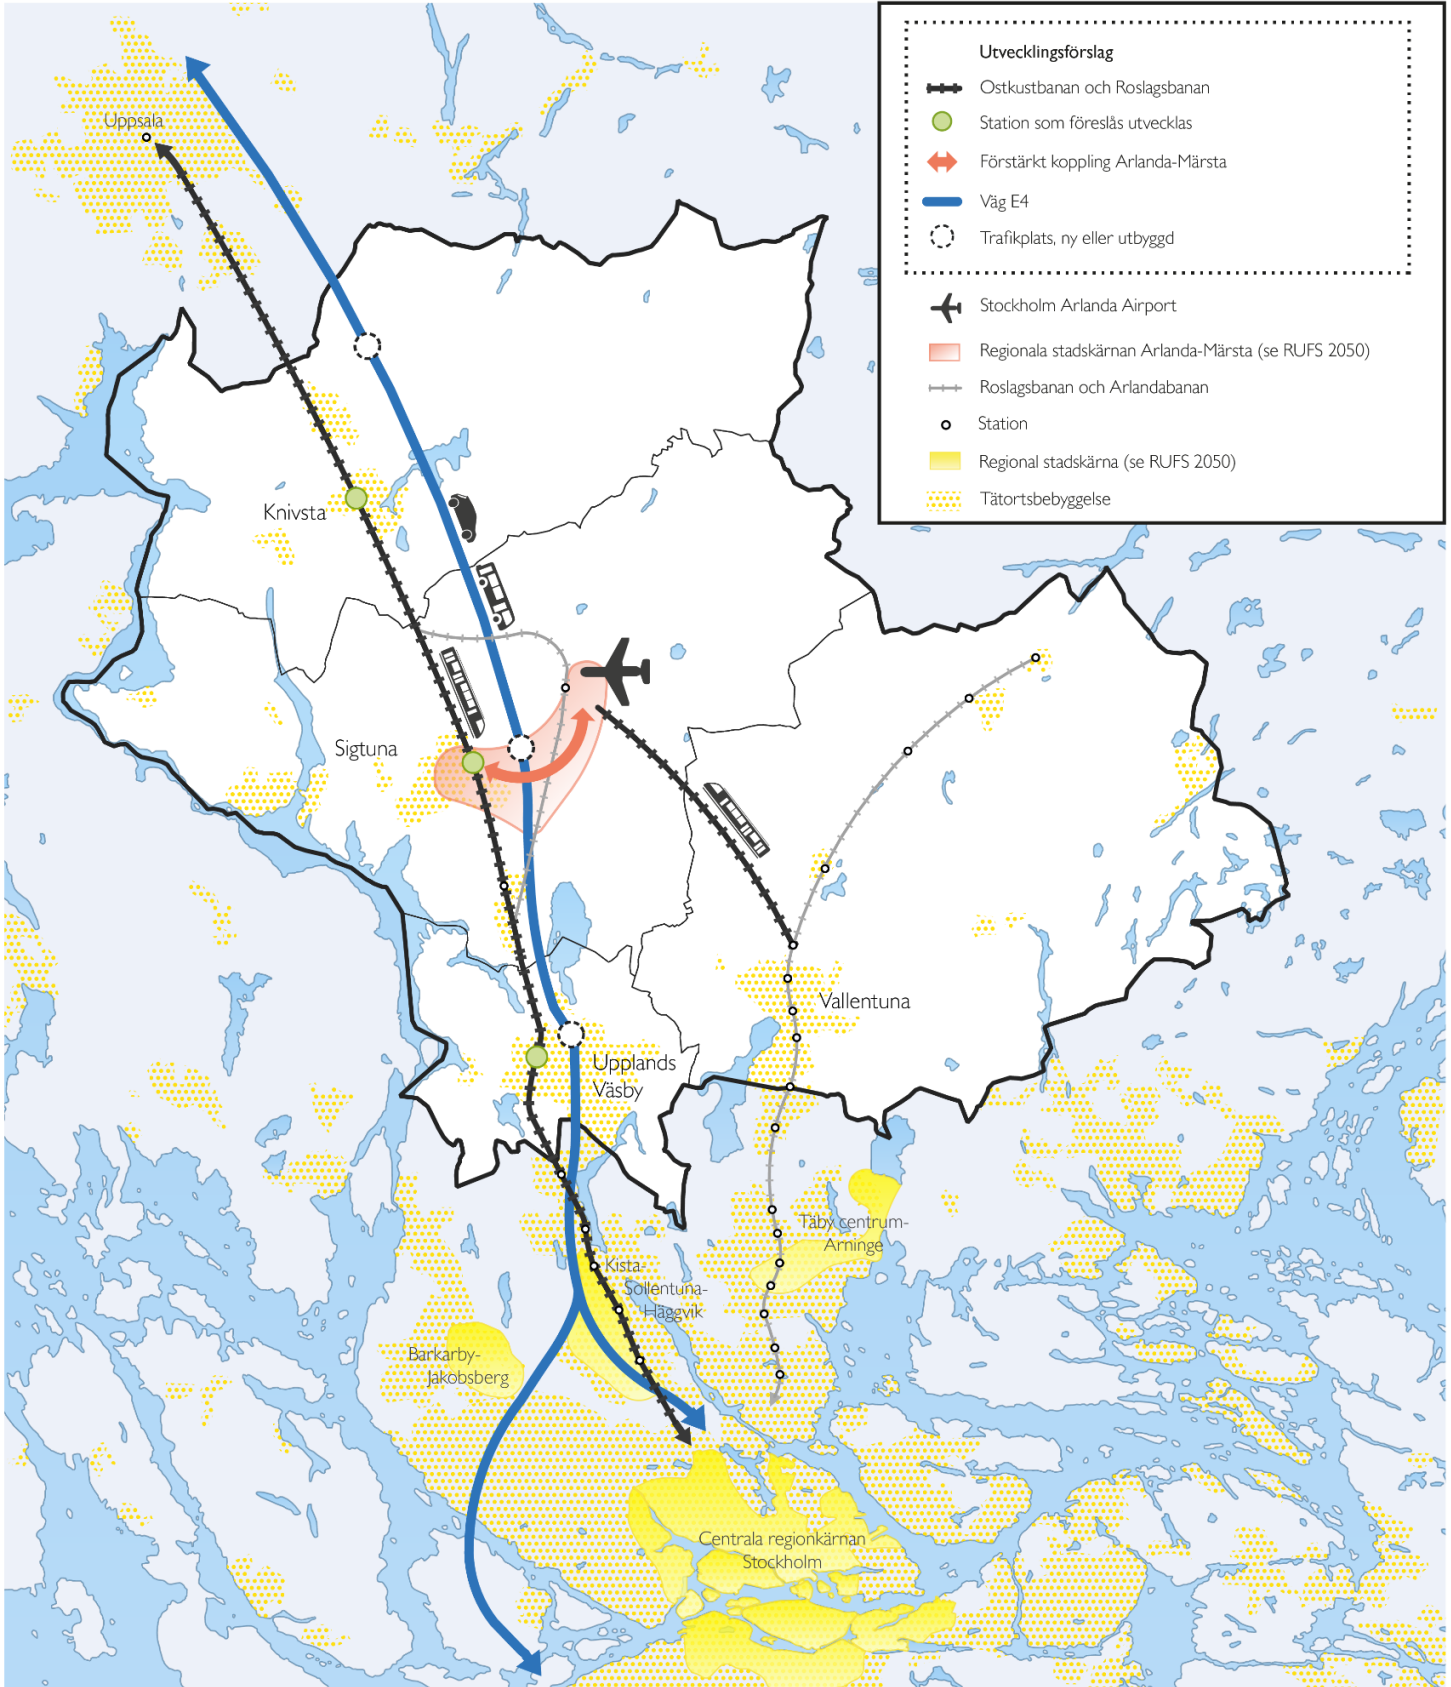 Utvecklingsförslag
Ostkustbanan och Roslagsbanan
Station som föreslås utvecklas
Förstärkt koppling Arlanda-Märsta
Väg E4
Trafikplats, ny eller utbyggd
Stockholm Arlanda Airport
Regionala stadskärnan Arlanda-Märsta (se RUFS 2050)
Roslagsbanan och Arlandabanan
Station
Regional stadskärna (se RUFS 2050)
Tätortsbebyggelse
Uppsala
Knivsta
Sigtuna
Vallentuna
Upplands
Väsby
Täby centrum-
Arninge
Kista-
Sollentuna-
Häggvik
Barkarby-
Jakobsberg
Centrala regionkärnan
Stockholm